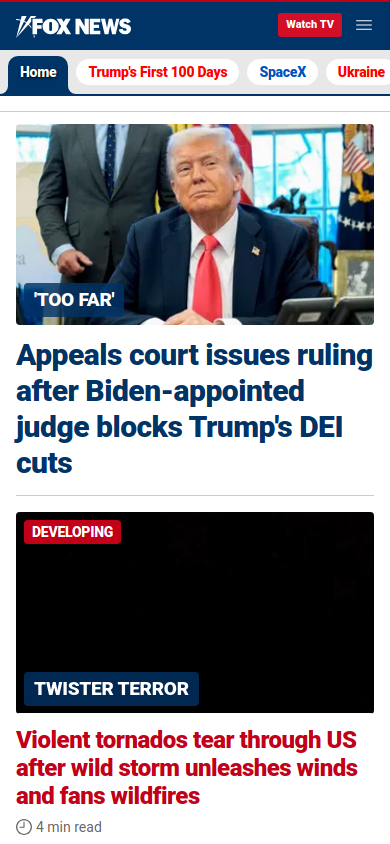 FOX NEWS
Watch TV
Home
Trump's First 100 Days
SpaceX
Ukraine
'TOO FAR'
Appeals court issues ruling
after Biden-appointed
judge blocks Trump's DEI
cuts
DEVELOPING
TWISTER TERROR
Violent tornados tear through US
after wild storm unleashes winds
and fans wildfires
4 min read